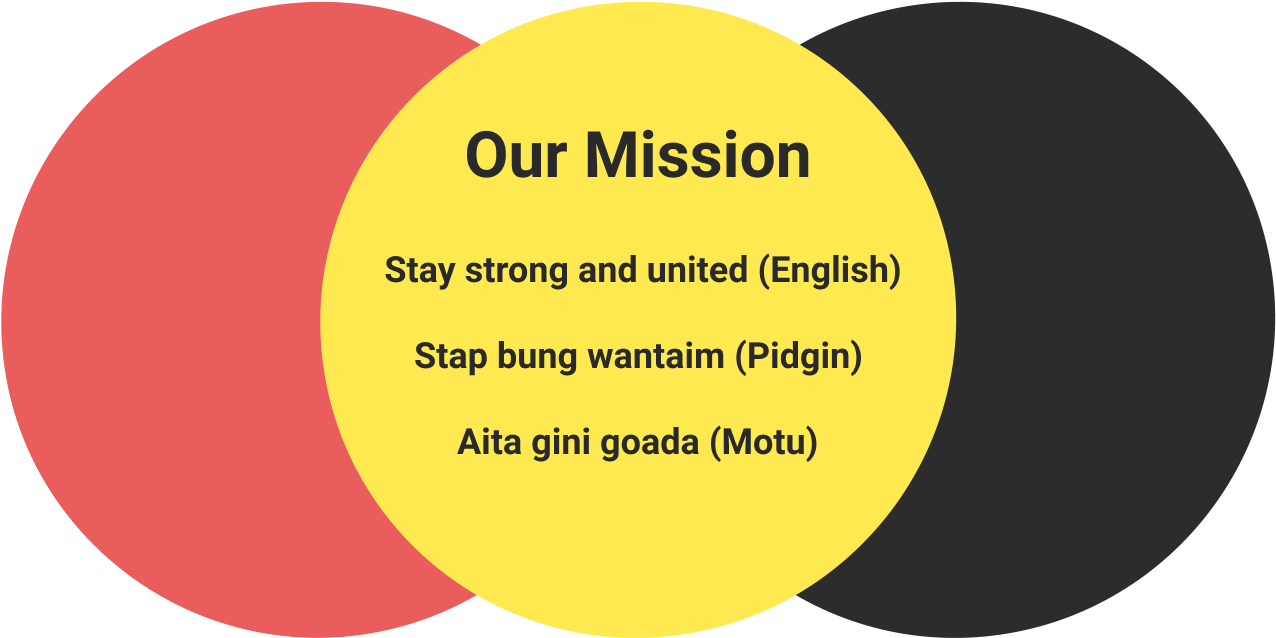 Our Mission
Stay strong and united (English)
Stap bung wantaim (Pidgin)
Aita gini goada (Motu)